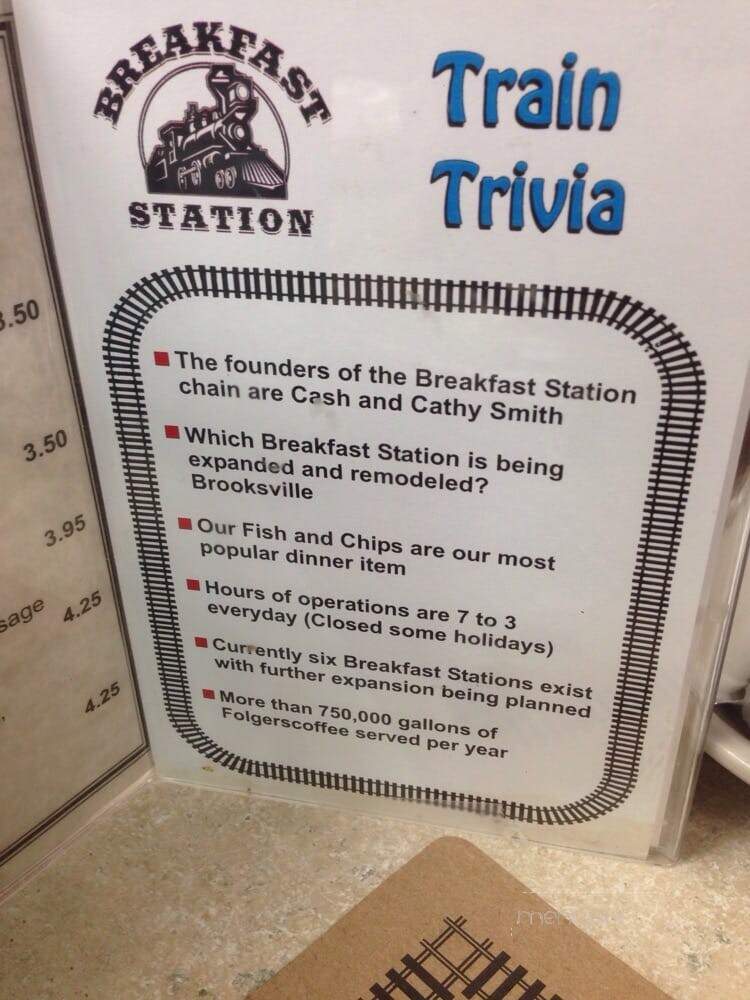 BREAKFAST
STATION
Train
Trivia
The founders of the Breakfast Station
chain are Cash and Cathy Smith
Which Breakfast Station is being
expanded and remodeled?
Brooksville
Our Fish and Chips are our most
popular dinner item
Hours of operations are 7 to 3
everyday (Closed some holidays)
Currently six Breakfast Stations exist
with further expansion being planned
More than 750,000 gallons of
Folgerscoffee served per year
3.50
3.50
3.95
sage 4.25
4.25